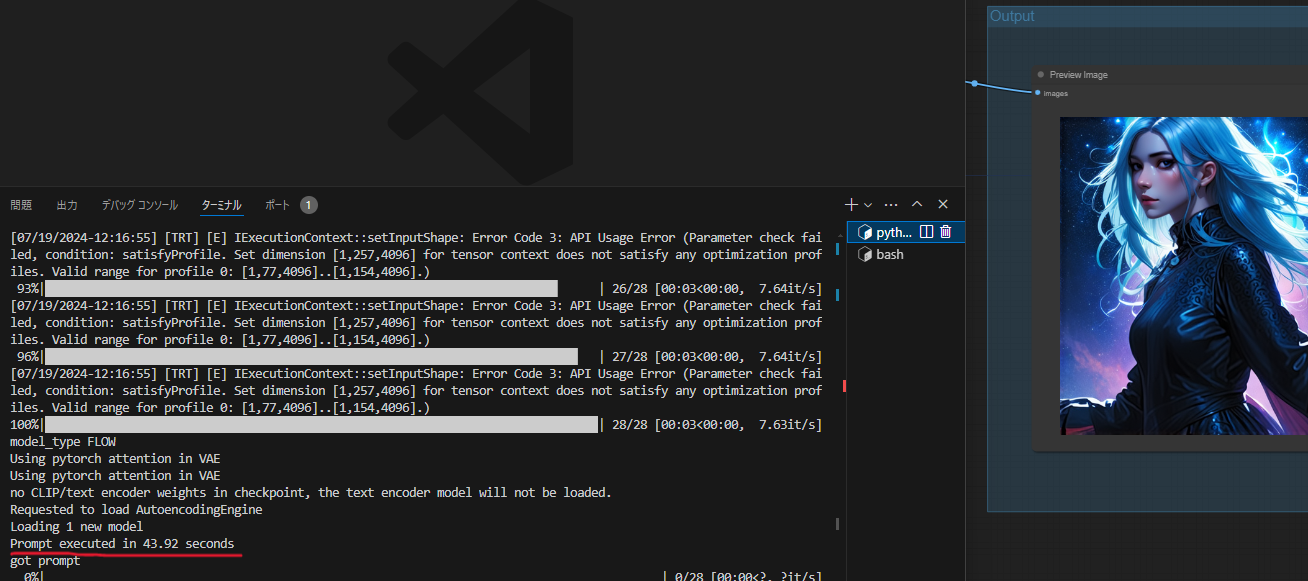 Output
Preview Image
images
問題 出力 デバッグ コンソール ターミナル ポート 1
pyth...
bash
[07/19/2024-12:16:55] [TRT] [E] IExecutionContext::setInputShape: Error Code 3: API Usage Error (Parameter check fai
led, condition: satisfyProfile. Set dimension [1,257,4096] for tensor context does not satisfy any optimization prof
iles. Valid range for profile 0: [1,77,4096]..[1,154,4096].)
93%| | 26/28 [00:03<00:00, 7.64it/s]
[07/19/2024-12:16:55] [TRT] [E] IExecutionContext::setInputShape: Error Code 3: API Usage Error (Parameter check fai
led, condition: satisfyProfile. Set dimension [1,257,4096] for tensor context does not satisfy any optimization prof
iles. Valid range for profile 0: [1,77,4096]..[1,154,4096].)
96%| | 27/28 [00:03<00:00, 7.64it/s]
[07/19/2024-12:16:55] [TRT] [E] IExecutionContext::setInputShape: Error Code 3: API Usage Error (Parameter check fai
led, condition: satisfyProfile. Set dimension [1,257,4096] for tensor context does not satisfy any optimization prof
iles. Valid range for profile 0: [1,77,4096]..[1,154,4096].)
100%| | 28/28 [00:03<00:00, 7.63it/s]
model_type FLOW
Using pytorch attention in VAE
Using pytorch attention in VAE
no CLIP/text encoder weights in checkpoint, the text encoder model will not be loaded.
Requested to load AutoencodingEngine
Loading 1 new model
Prompt executed in 43.92 seconds
got prompt
0%| | 0/28 [00:00<?, ?it/s]